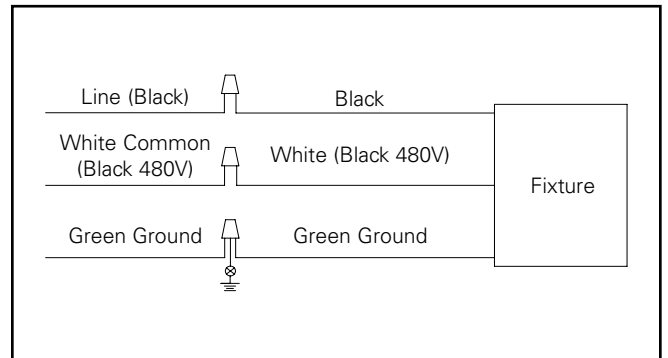 Line (Black)
Black
White Common
(Black 480V)
White (Black 480V)
Fixture
Green Ground
Green Ground